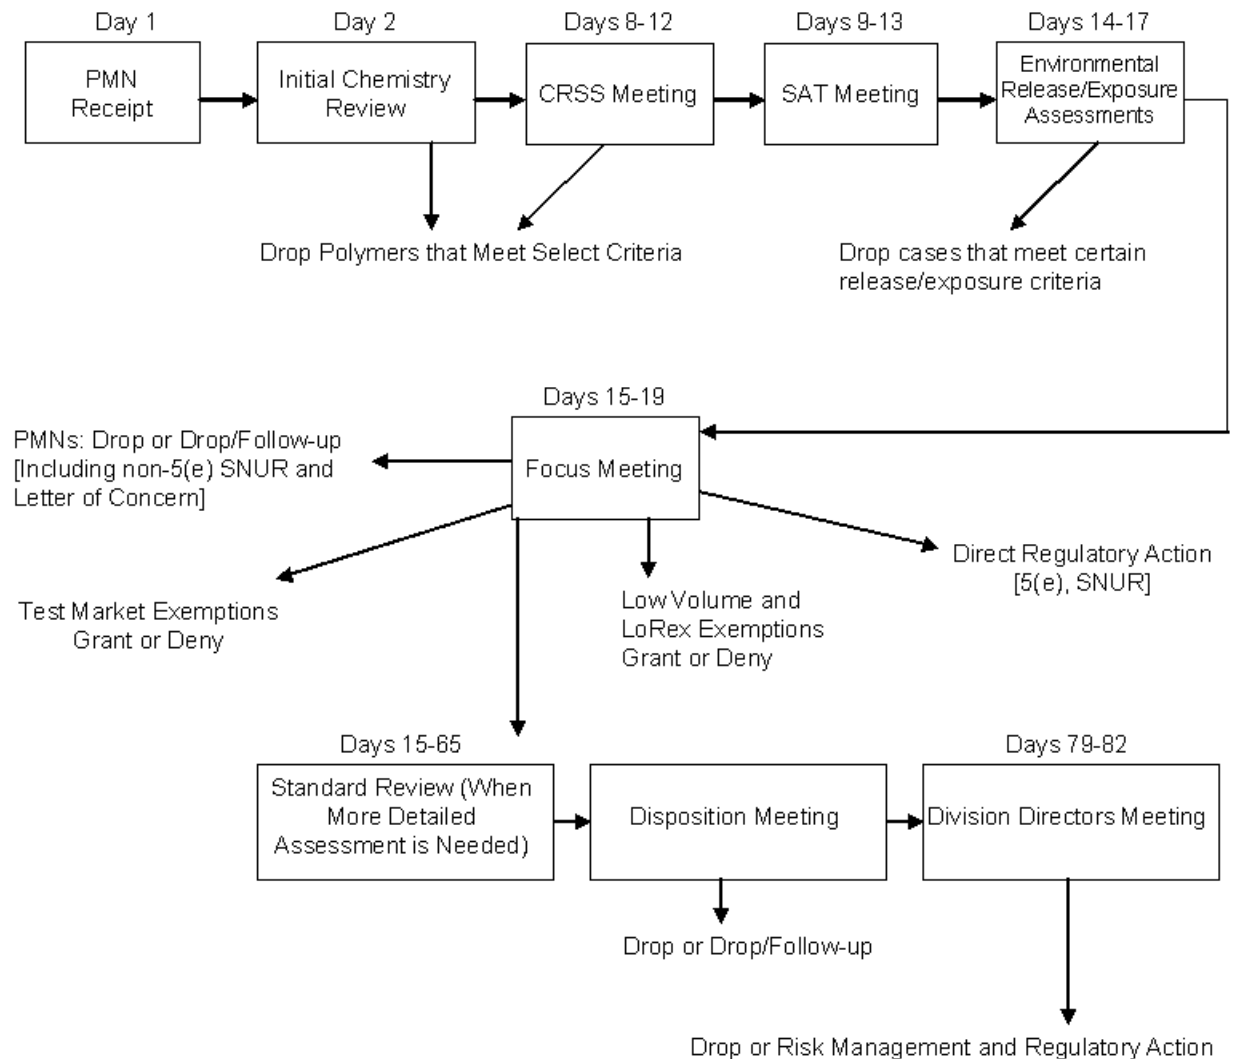 Day 1
Day 2
Days 8-12
Days 9-13
Days 14-17
PMN
Receipt
Initial Chemistry
Review
CRSS Meeting
SAT Meeting
Environmental
Release/Exposure
Assessments
Drop Polymers that Meet Select Criteria
Drop cases that meet certain
release/exposure criteria
Days 15-19
Focus Meeting
PMNs: Drop or Drop/Follow-up
[Including non-5(e) SNUR and
Letter of Concern]
Direct Regulatory Action
[5(e), SNUR]
Test Market Exemptions
Grant or Deny
Low Volume and
LoRex Exemptions
Grant or Deny
Days 15-65
Days 79-82
Standard Review (When
More Detailed
Assessment is Needed)
Disposition Meeting
Division Directors Meeting
Drop or Drop/Follow-up
Drop or Risk Management and Regulatory Action